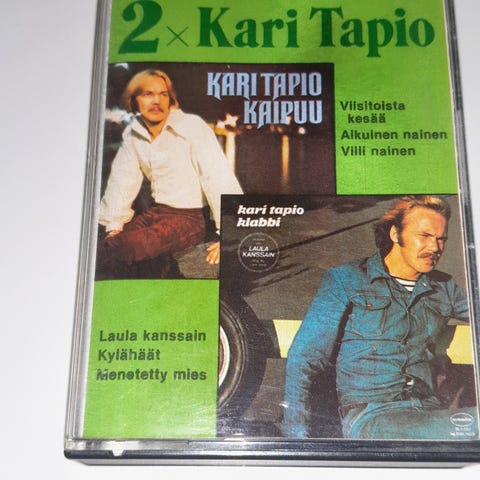 2 × Kari Tapio
KARI TAPIO
KAIPUU
Viisitoista
kesää
Aikuinen nainen
Villi nainen
kari tapio
klabbi
LAULA
KANSSAIN
Laula kanssain
Kylähäät
Menetetty mies